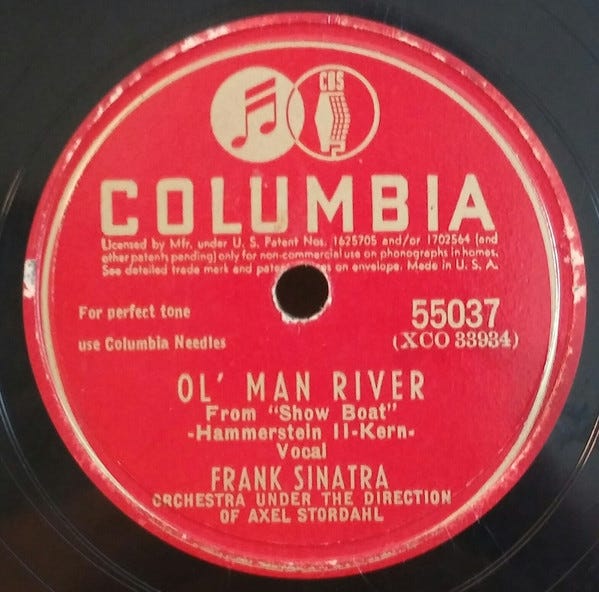 CBS
COLUMBIA
Licensed by Mfr. under U. S. Patent Nos. 1625705 and/or 1702564 (and
other patents pending) only for non-commercial use on phonographs in homes.
See detailed trade mark and on envelope. Made in U. S. A.
For perfect tone
use Columbia Needles
55037
(XCO 33934)
OL' MAN RIVER
From "Show Boat"
-Hammerstein II-Kern-
Vocal
FRANK SINATRA
ORCHESTRA UNDER THE DIRECTION
OF AXEL STORDAHL